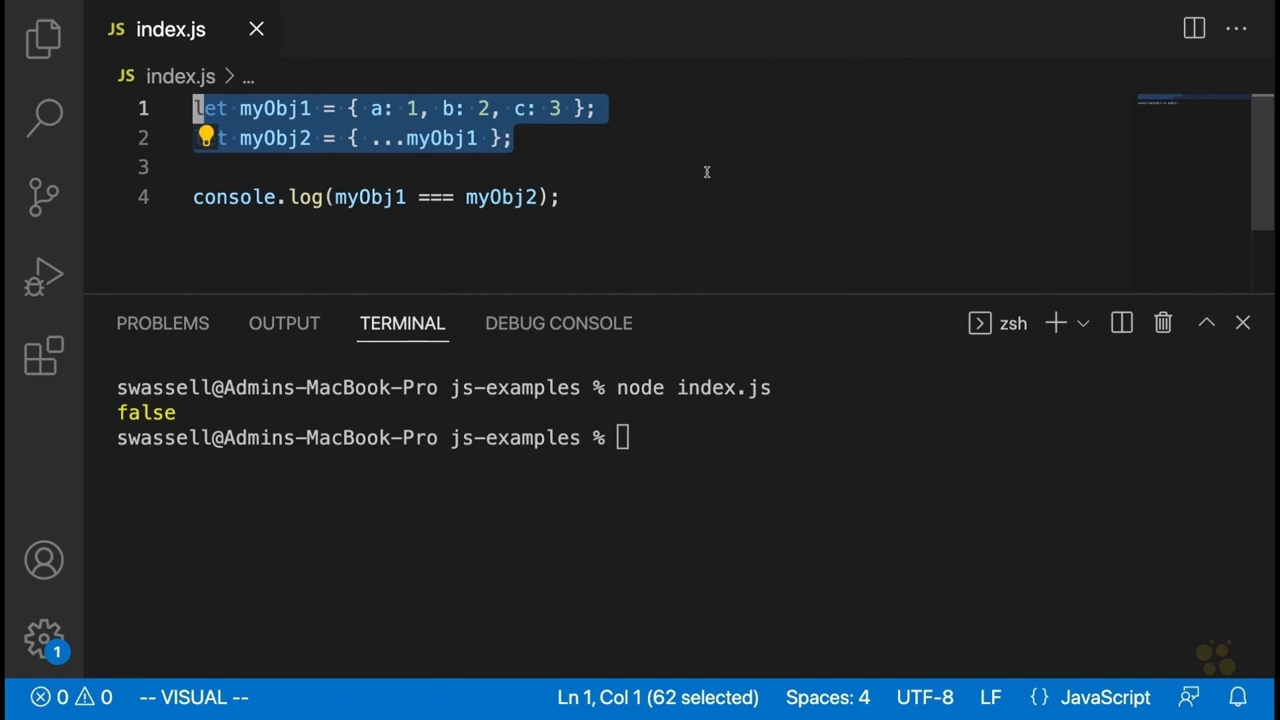 JS index.js
JS index.js > ...
1 let myObj1 = { a: 1, b: 2, c: 3 };
2 let myObj2 = { ...myObj1 };
3
4 console.log(myObj1 === myObj2);
PROBLEMS OUTPUT TERMINAL DEBUG CONSOLE zsh
swassell@Admins-MacBook-Pro js-examples % node index.js
false
swassell@Admins-MacBook-Pro js-examples %
1
0 0 -- VISUAL -- Ln 1, Col 1 (62 selected) Spaces: 4 UTF-8 LF {} JavaScript